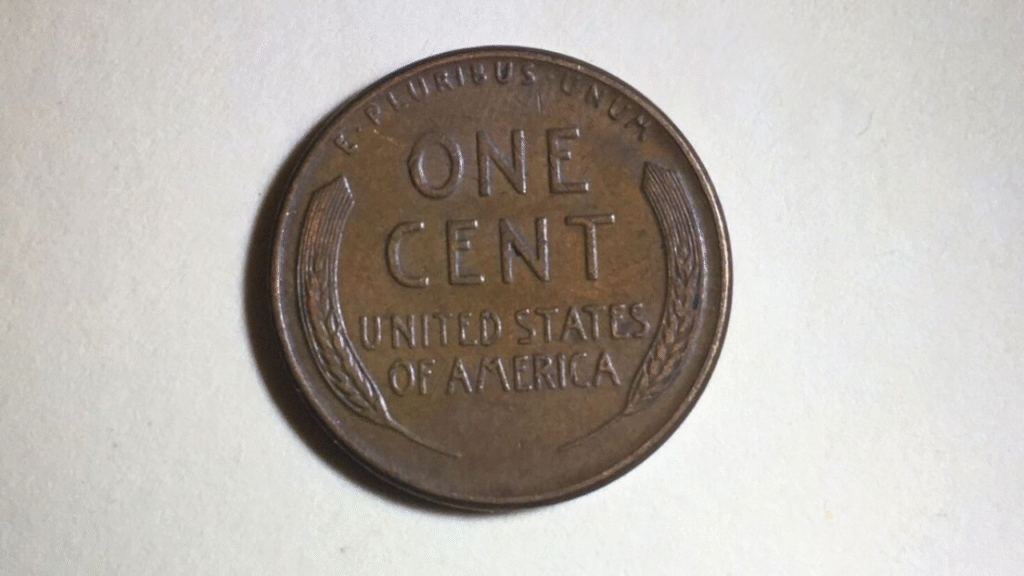 E·PLURIBUS·UNUM
ONE
CENT
UNITED STATES
OF AMERICA